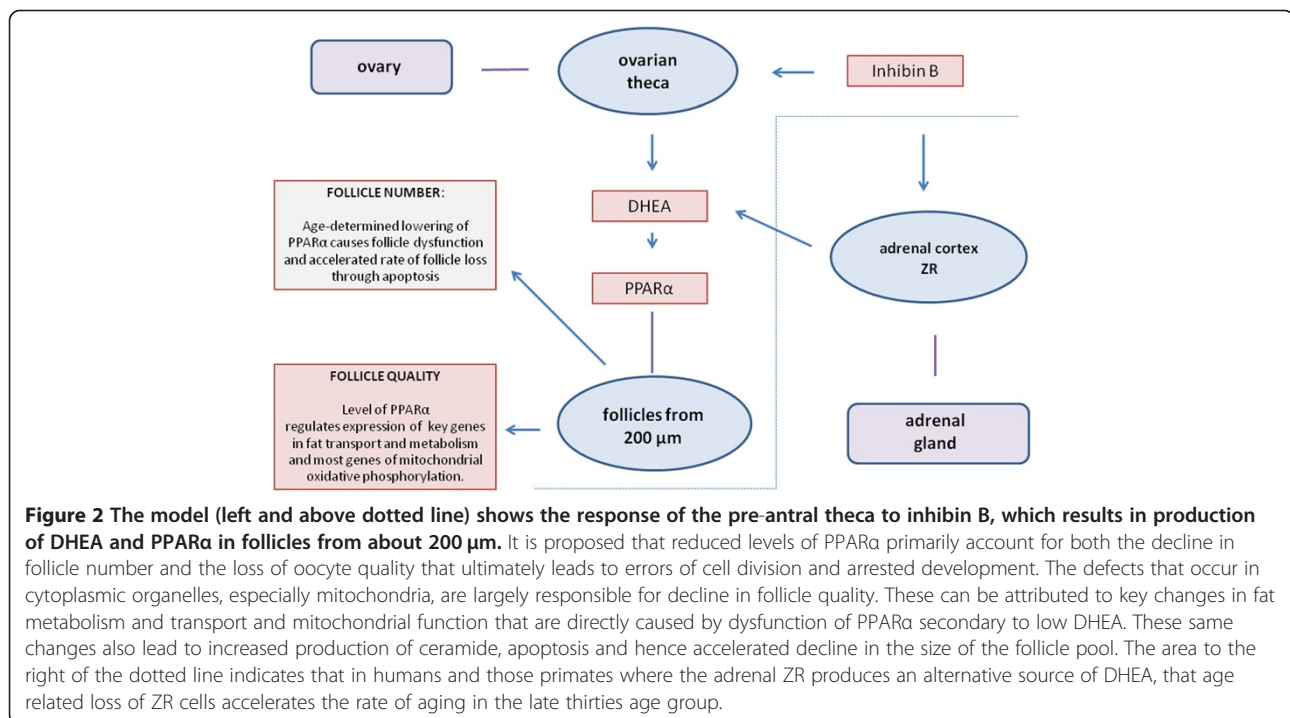 ovary
ovarian
theca
Inhibin B
FOLLICLE NUMBER:
Age-determined lowering of
PPARα causes follicle dysfunction
and accelerated rate of follicle loss
through apoptosis
DHEA
PPARα
adrenal cortex
ZR
FOLLICLE QUALITY
Level of PPARα
regulates expression of key genes
in fat transport and metabolism
and most genes of mitochondrial
oxidative phosphorylation.
follicles from
200 µm
adrenal
gland
Figure 2 The model (left and above dotted line) shows the response of the pre-antral theca to inhibin B, which results in production
of DHEA and PPARα in follicles from about 200 µm. It is proposed that reduced levels of PPARα primarily account for both the decline in
follicle number and the loss of oocyte quality that ultimately leads to errors of cell division and arrested development. The defects that occur in
cytoplasmic organelles, especially mitochondria, are largely responsible for decline in follicle quality. These can be attributed to key changes in fat
metabolism and transport and mitochondrial function that are directly caused by dysfunction of PPARα secondary to low DHEA. These same
changes also lead to increased production of ceramide, apoptosis and hence accelerated decline in the size of the follicle pool. The area to the
right of the dotted line indicates that in humans and those primates where the adrenal ZR produces an alternative source of DHEA, that age
related loss of ZR cells accelerates the rate of aging in the late thirties age group.